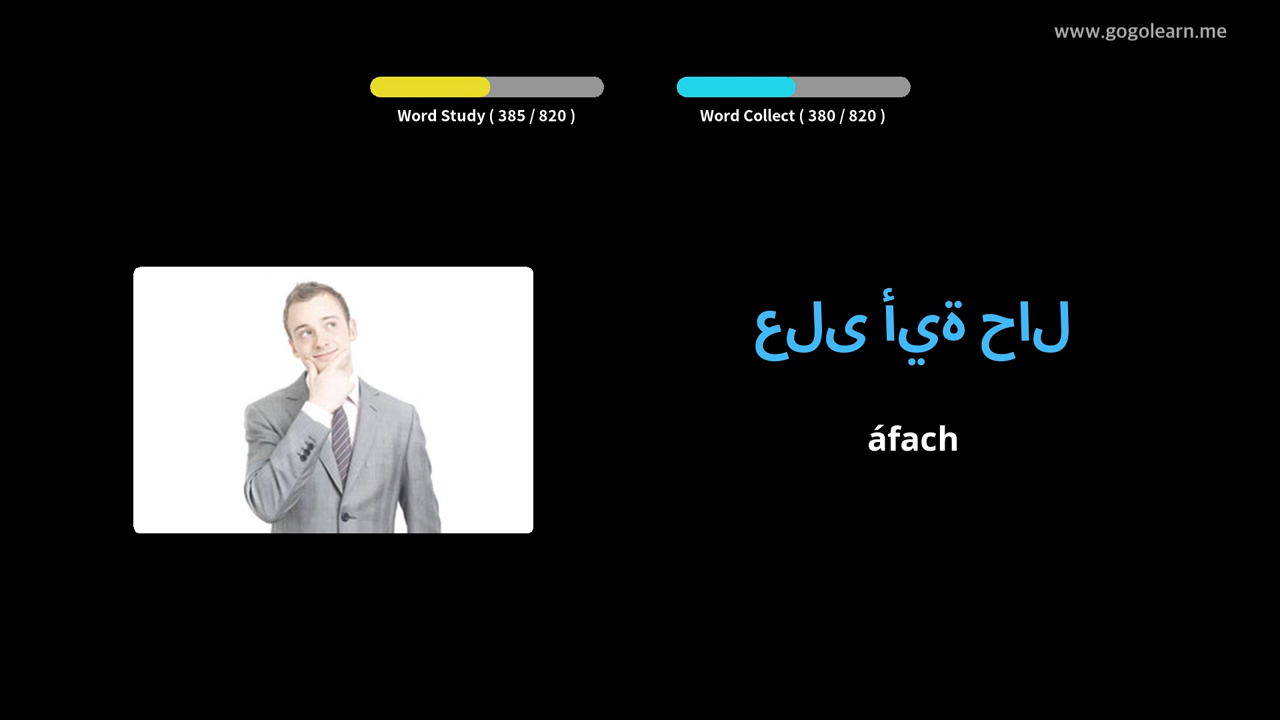 www.gogolearn.me
Word Study ( 385 / 820 )
Word Collect ( 380 / 820 )
على أية حال
áfach